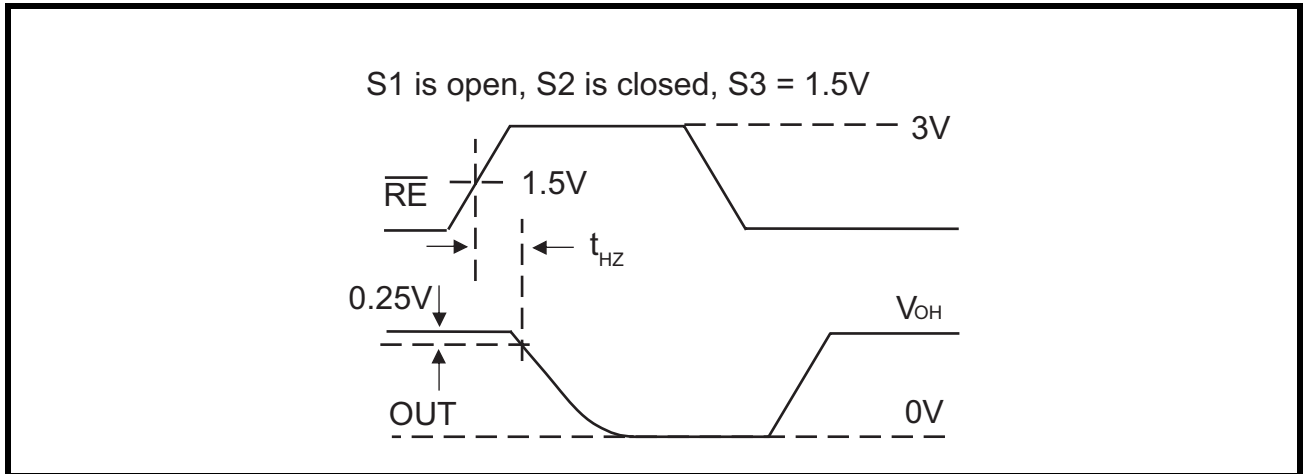 S1 is open, S2 is closed, S3 = 1.5V
3V
RE
1.5V
tHZ
0.25V
VOH
OUT
0V